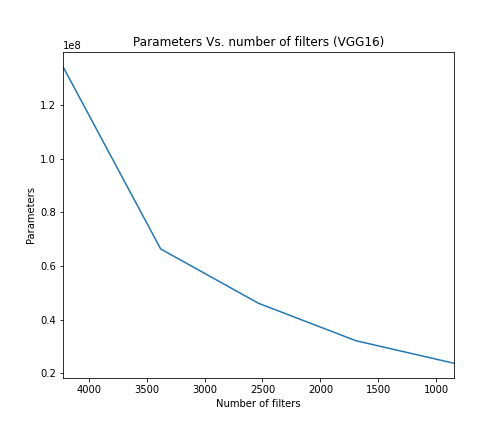 Parameters Vs. number of filters (VGG16)
1e8
1.2
1.0
0.8
0.6
0.4
0.2
Parameters
4000 3500 3000 2500 2000 1500 1000
Number of filters